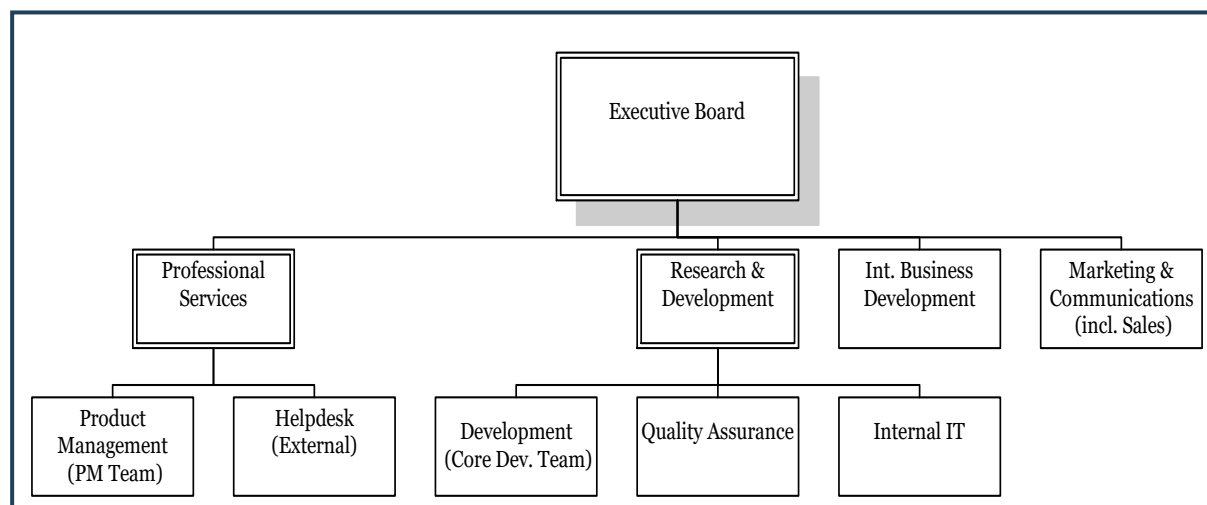 Executive Board
Professional
Services
Research &
Development
Int. Business
Development
Marketing &
Communications
(incl. Sales)
Product
Management
(PM Team)
Helpdesk
(External)
Development
(Core Dev. Team)
Quality Assurance
Internal IT